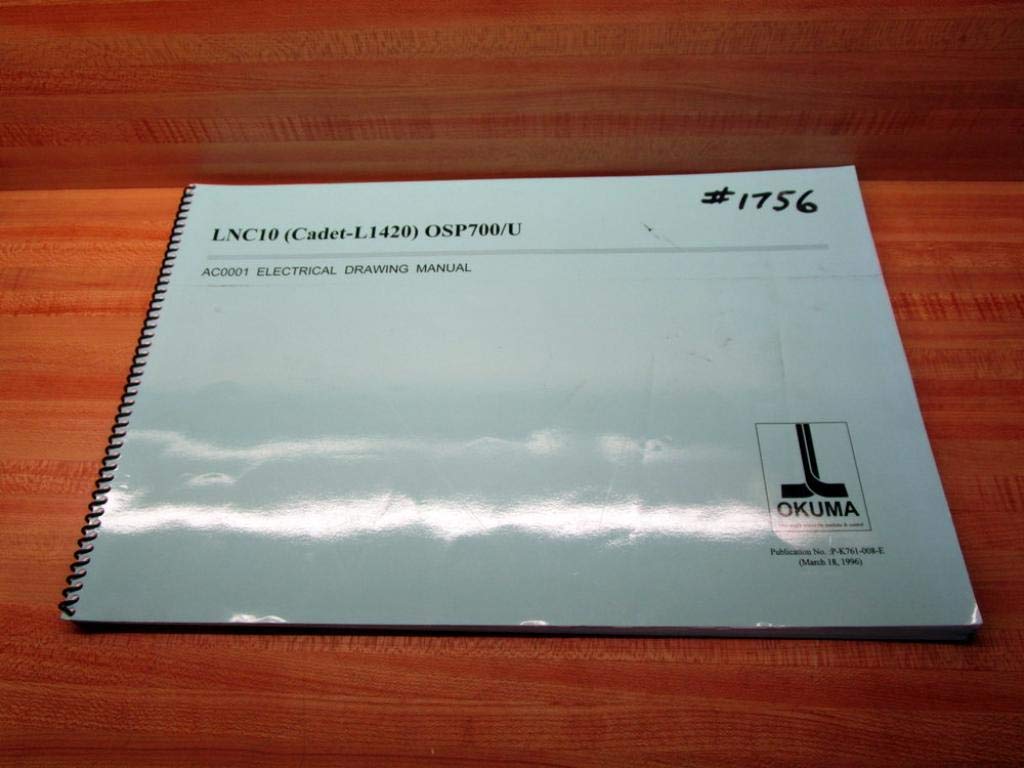 #1756
LNC10 (Cadet-L1420) OSP700/U
AC0001 ELECTRICAL DRAWING MANUAL
OKUMA
Publication No. :P-K761-008-E
(March 18, 1996)